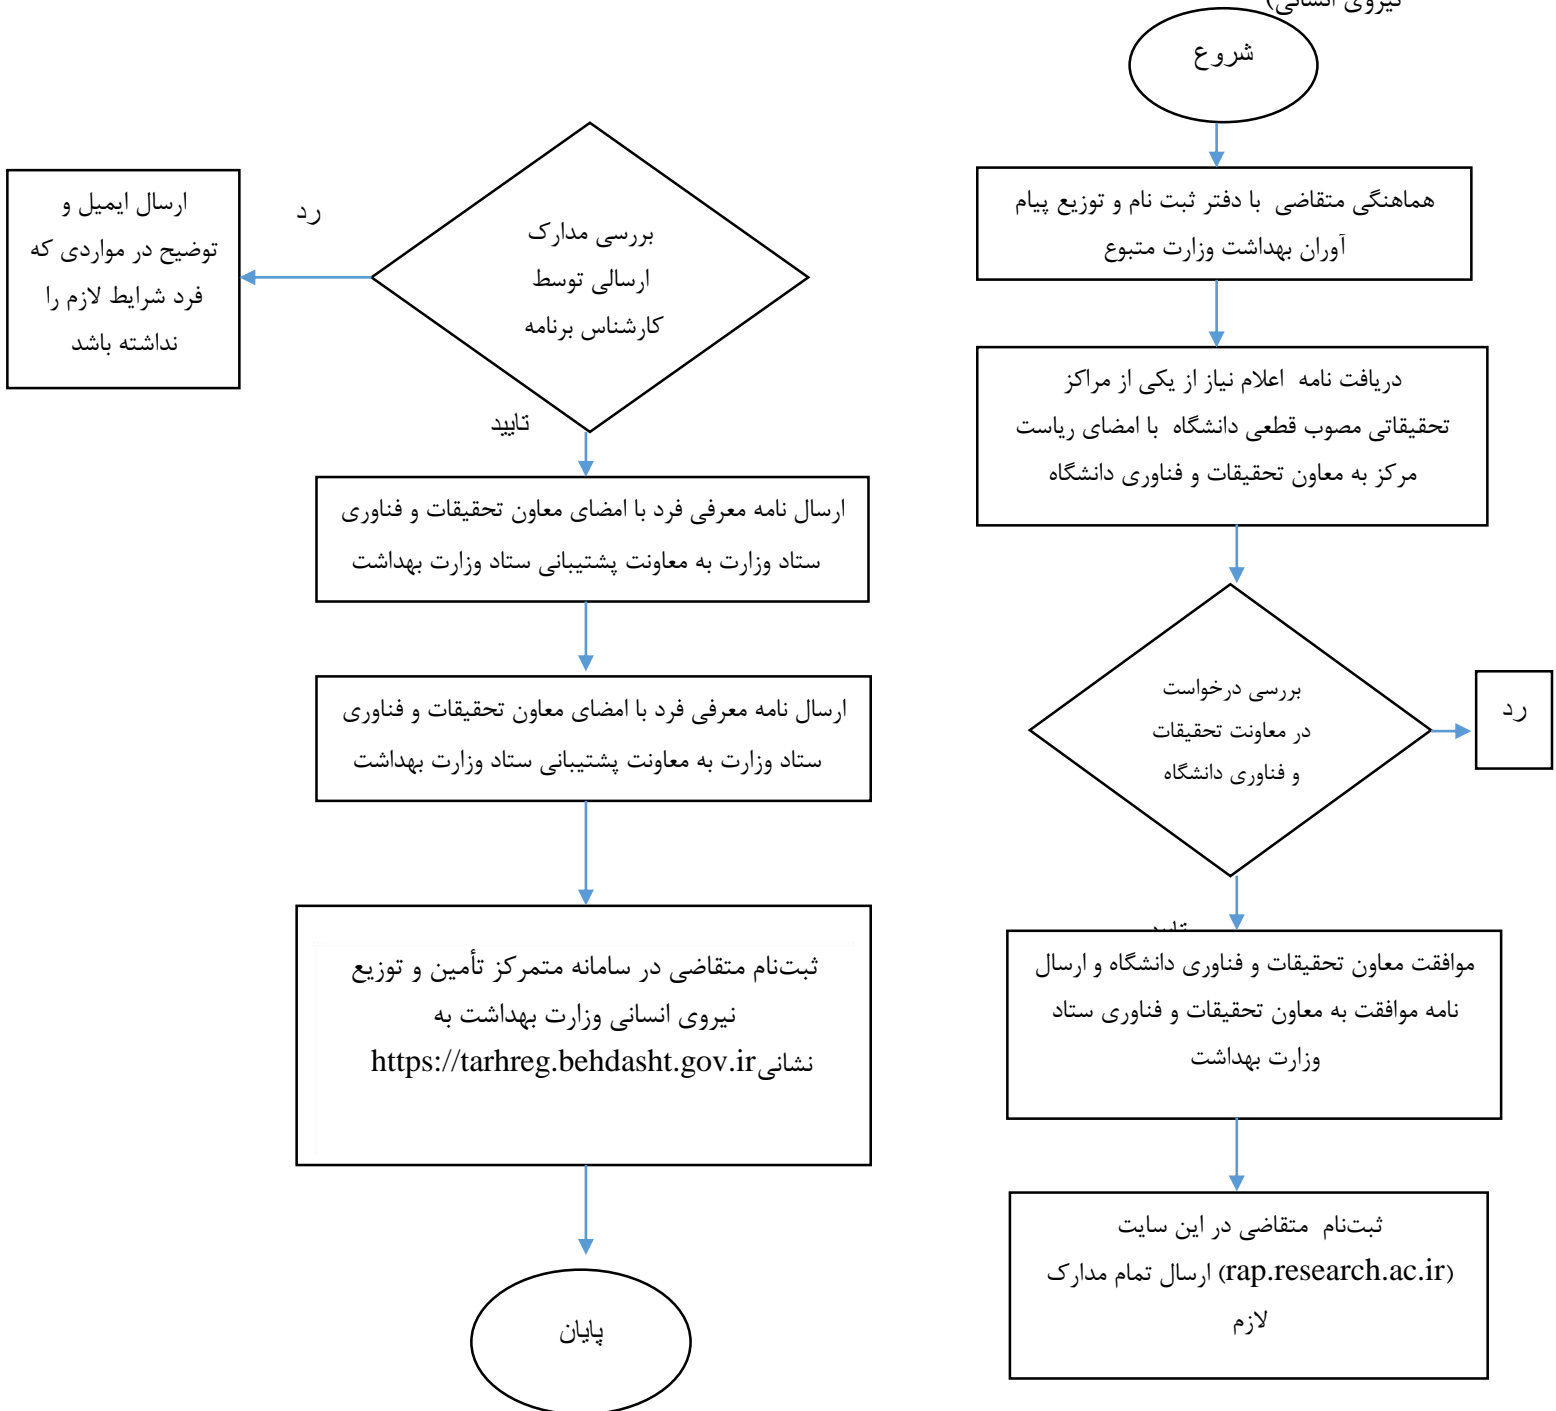 نیروی انسانی)
شروع
هماهنگی متقاضی با دفتر ثبت نام و توزیع پیام
آوران بهداشت وزارت متبوع
دریافت نامه اعلام نیاز از یکی از مراکز
تحقیقاتی مصوب قطعی دانشگاه با امضای ریاست
مرکز به معاون تحقیقات و فناوری دانشگاه
بررسی درخواست
در معاونت تحقیقات
و فناوری دانشگاه
رد
موافقت معاون تحقیقات و فناوری دانشگاه و ارسال
نامه موافقت به معاون تحقیقات و فناوری ستاد
وزارت بهداشت
ثبت‌نام متقاضی در این سایت
(rap.research.ac.ir) ارسال تمام مدارک
لازم
بررسی مدارک
ارسالی توسط
کارشناس برنامه
رد
ارسال ایمیل و
توضیح در مواردی که
فرد شرایط لازم را
نداشته باشد
تایید
ارسال نامه معرفی فرد با امضای معاون تحقیقات و فناوری
ستاد وزارت به معاونت پشتیبانی ستاد وزارت بهداشت
ارسال نامه معرفی فرد با امضای معاون تحقیقات و فناوری
ستاد وزارت به معاونت پشتیبانی ستاد وزارت بهداشت
ثبت‌نام متقاضی در سامانه متمرکز تأمین و توزیع
نیروی انسانی وزارت بهداشت به
نشانی https://tarhreg.behdasht.gov.ir
پایان